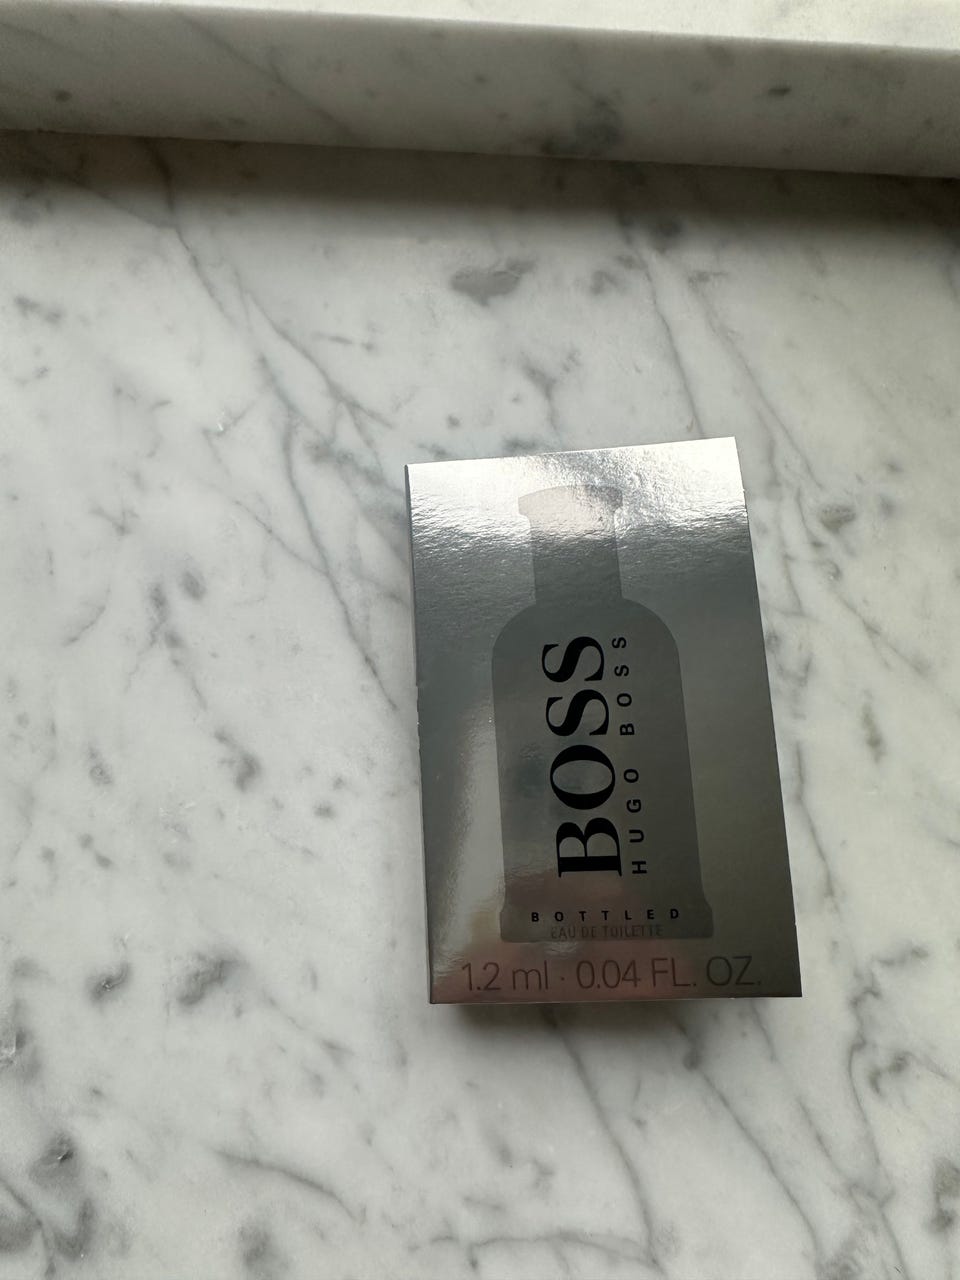 BOSS
HUGO BOSS
BOTTLED
EAU DE TOILETTE
1.2 ml · 0.04 FL. OZ.